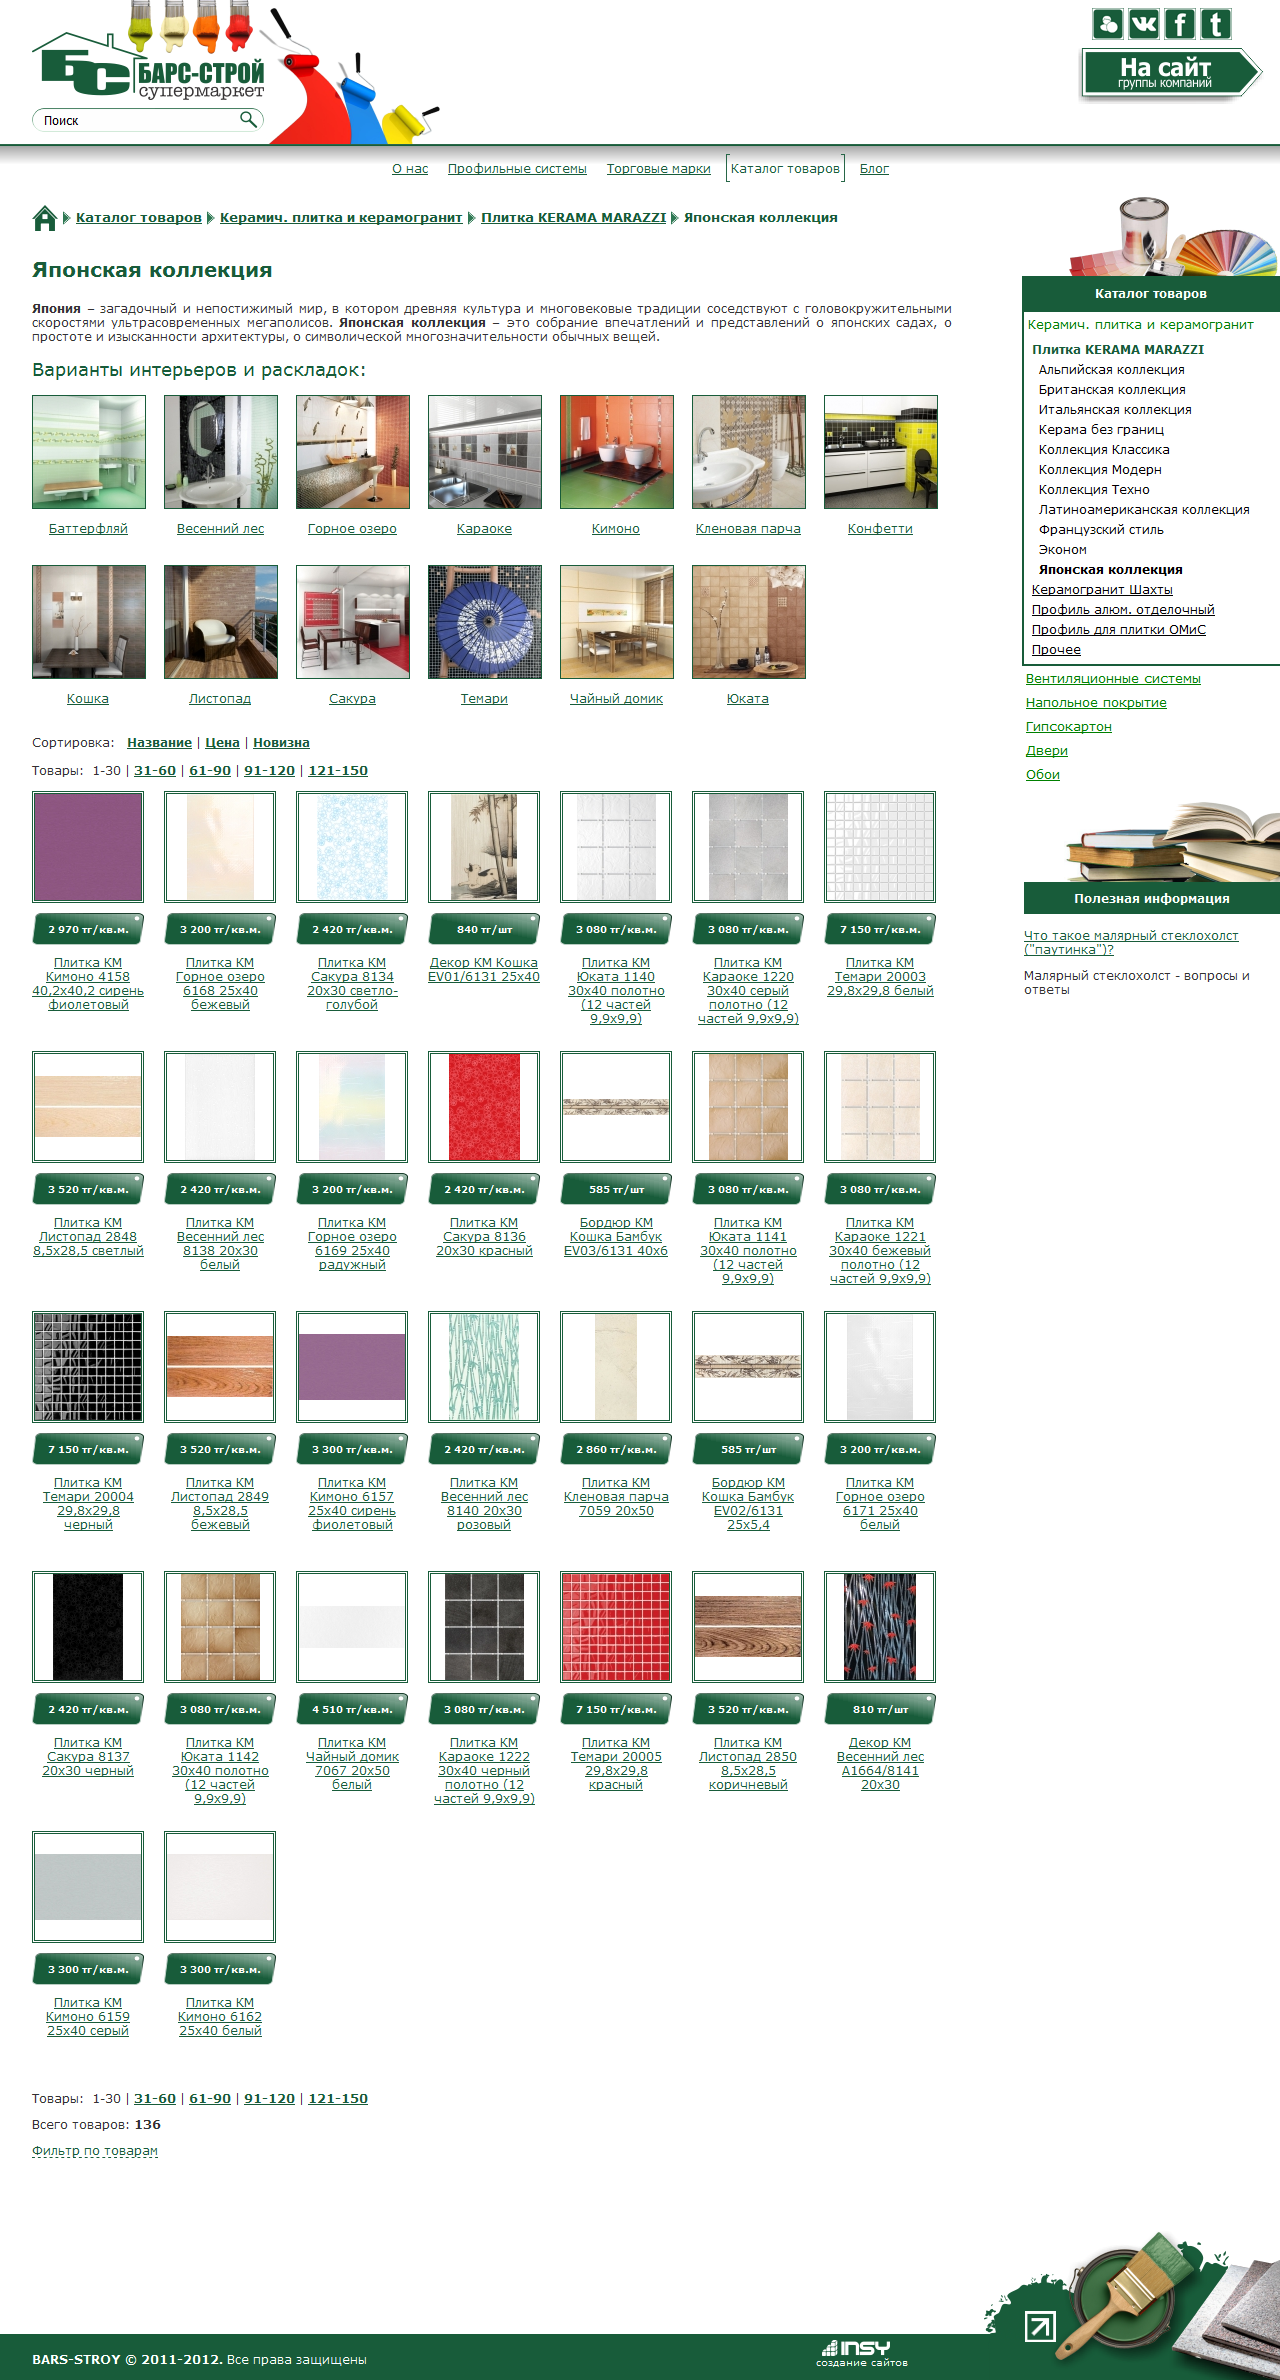 БС БАРС-СТРОЙ
супермаркет
Поиск
На сайт
группы компаний
О нас Профильные системы Торговые марки Каталог товаров Блог
Каталог товаров Керамич. плитка и керамогранит Плитка KERAMA MARAZZI Японская коллекция
Японская коллекция
Япония – загадочный и непостижимый мир, в котором древняя культура и многовековые традиции соседствуют с головокружительными
скоростями ультрасовременных мегаполисов. Японская коллекция – это собрание впечатлений и представлений о японских садах, о
простоте и изысканности архитектуры, о символической многозначительности обычных вещей.
Варианты интерьеров и раскладок:
Баттерфляй Весенний лес Горное озеро Караоке Кимоно Кленовая парча Конфетти
Кошка Листопад Сакура Темари Чайный домик Юката
Сортировка: Название | Цена | Новизна
Товары: 1-30 | 31-60 | 61-90 | 91-120 | 121-150
2 970 тг/кв.м. 3 200 тг/кв.м. 2 420 тг/кв.м. 840 тг/шт 3 080 тг/кв.м. 3 080 тг/кв.м. 7 150 тг/кв.м.
Плитка КМ Плитка КМ Плитка КМ Декор КМ Кошка Плитка КМ Плитка КМ Плитка КМ
Кимоно 4158 Горное озеро Сакура 8134 EV01/6131 25х40 Юката 1140 Караоке 1220 Темари 20003
40,2х40,2 сирень 6168 25х40 20х30 светло- 30х40 полотно 30х40 серый 29,8х29,8 белый
фиолетовый бежевый голубой (12 частей полотно (12
9,9х9,9) частей 9,9х9,9)
3 520 тг/кв.м. 2 420 тг/кв.м. 3 200 тг/кв.м. 2 420 тг/кв.м. 585 тг/шт 3 080 тг/кв.м. 3 080 тг/кв.м.
Плитка КМ Плитка КМ Плитка КМ Плитка КМ Бордюр КМ Плитка КМ Плитка КМ
Листопад 2848 Весенний лес Горное озеро Сакура 8136 Кошка Бамбук Юката 1141 Караоке 1221
8,5х28,5 светлый 8138 20х30 6169 25х40 20х30 красный EV03/6131 40х6 30х40 полотно 30х40 бежевый
белый радужный (12 частей полотно (12
9,9х9,9) частей 9,9х9,9)
7 150 тг/кв.м. 3 520 тг/кв.м. 3 300 тг/кв.м. 2 420 тг/кв.м. 2 860 тг/кв.м. 585 тг/шт 3 200 тг/кв.м.
Плитка КМ Плитка КМ Плитка КМ Плитка КМ Плитка КМ Бордюр КМ Плитка КМ
Темари 20004 Листопад 2849 Кимоно 6157 Весенний лес Кленовая парча Кошка Бамбук Горное озеро
29,8х29,8 8,5х28,5 25х40 сирень 8140 20х30 7059 20х50 EV02/6131 6171 25х40
черный бежевый фиолетовый розовый 25х5,4 белый
2 420 тг/кв.м. 3 080 тг/кв.м. 4 510 тг/кв.м. 3 080 тг/кв.м. 7 150 тг/кв.м. 3 520 тг/кв.м. 810 тг/шт
Плитка КМ Плитка КМ Плитка КМ Плитка КМ Плитка КМ Плитка КМ Декор КМ
Сакура 8137 Юката 1142 Чайный домик Караоке 1222 Темари 20005 Листопад 2850 Весенний лес
20х30 черный 30х40 полотно 7067 20х50 30х40 черный 29,8х29,8 8,5х28,5 А1664/8141
(12 частей белый полотно (12 красный коричневый 20х30
9,9х9,9) частей 9,9х9,9)
3 300 тг/кв.м. 3 300 тг/кв.м.
Плитка КМ Плитка КМ
Кимоно 6159 Кимоно 6162
25х40 серый 25х40 белый
Товары: 1-30 | 31-60 | 61-90 | 91-120 | 121-150
Всего товаров: 136
Фильтр по товарам
Каталог товаров
Керамич. плитка и керамогранит
Плитка KERAMA MARAZZI
Альпийская коллекция
Британская коллекция
Итальянская коллекция
Керама без границ
Коллекция Классика
Коллекция Модерн
Коллекция Техно
Латиноамериканская коллекция
Французский стиль
Эконом
Японская коллекция
Керамогранит Шахты
Профиль алюм. отделочный
Профиль для плитки ОМиС
Прочее
Вентиляционные системы
Напольное покрытие
Гипсокартон
Двери
Обои
Полезная информация
Что такое малярный стеклохолст
("паутинка")?
Малярный стеклохолст - вопросы и
ответы
BARS-STROY © 2011-2012. Все права защищены
INSY
создание сайтов